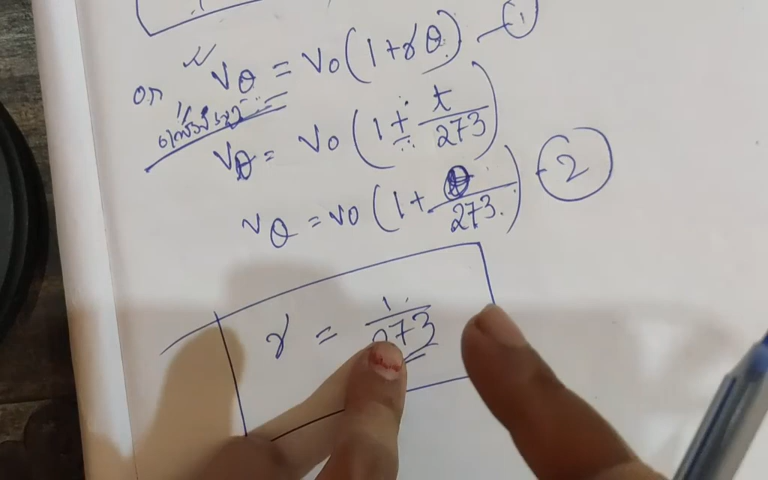 Vθ = V0 (1+γθ) — 1
or
Vθ = V0 (1 + t/273)
Vθ = V0 (1 + θ/273) - 2
γ = 1/273